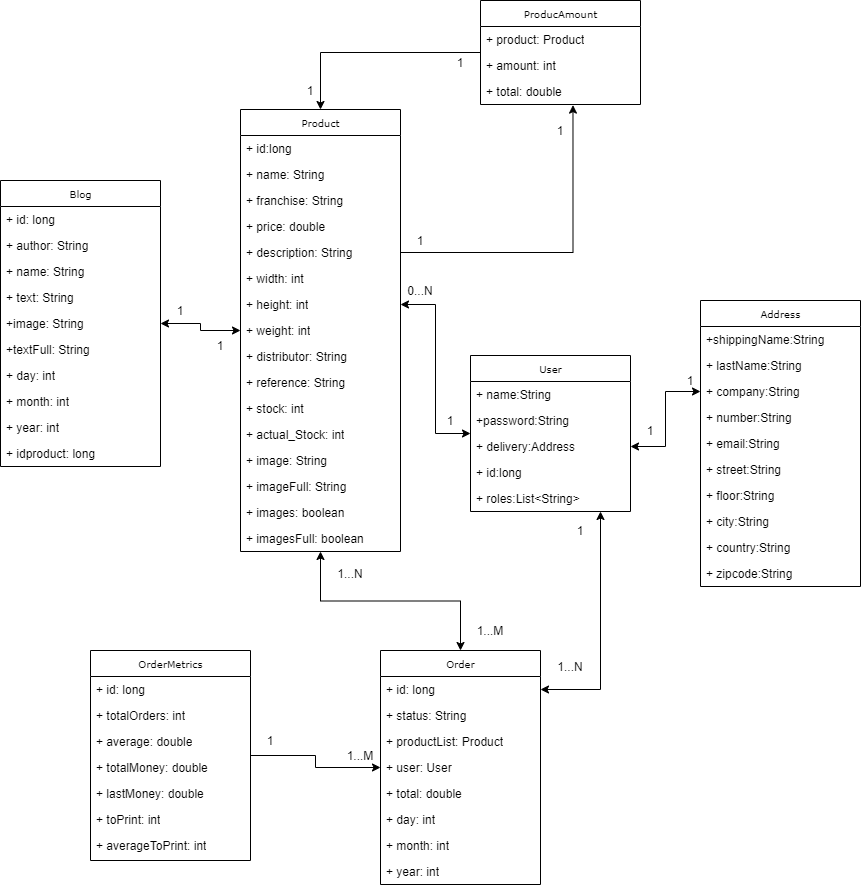 ProducAmount
+ product: Product
+ amount: int
+ total: double
1
1
1
1
Product
+ id:long
+ name: String
+ franchise: String
+ price: double
+ description: String
+ width: int
+ height: int
+ weight: int
+ distributor: String
+ reference: String
+ stock: int
+ actual_Stock: int
+ image: String
+ imageFull: String
+ images: boolean
+ imagesFull: boolean
Blog
+ id: long
+ author: String
+ name: String
+ text: String
+image: String
+textFull: String
+ day: int
+ month: int
+ year: int
+ idproduct: long
1
1
0...N
1
User
+ name:String
+password:String
+ delivery:Address
+ id:long
+ roles:List<String>
1
1
Address
+shippingName:String
+ lastName:String
+ company:String
+ number:String
+ email:String
+ street:String
+ floor:String
+ city:String
+ country:String
+ zipcode:String
1
1...N
1...N
1...M
OrderMetrics
+ id: long
+ totalOrders: int
+ average: double
+ totalMoney: double
+ lastMoney: double
+ toPrint: int
+ averageToPrint: int
1
1...M
Order
+ id: long
+ status: String
+ productList: Product
+ user: User
+ total: double
+ day: int
+ month: int
+ year: int